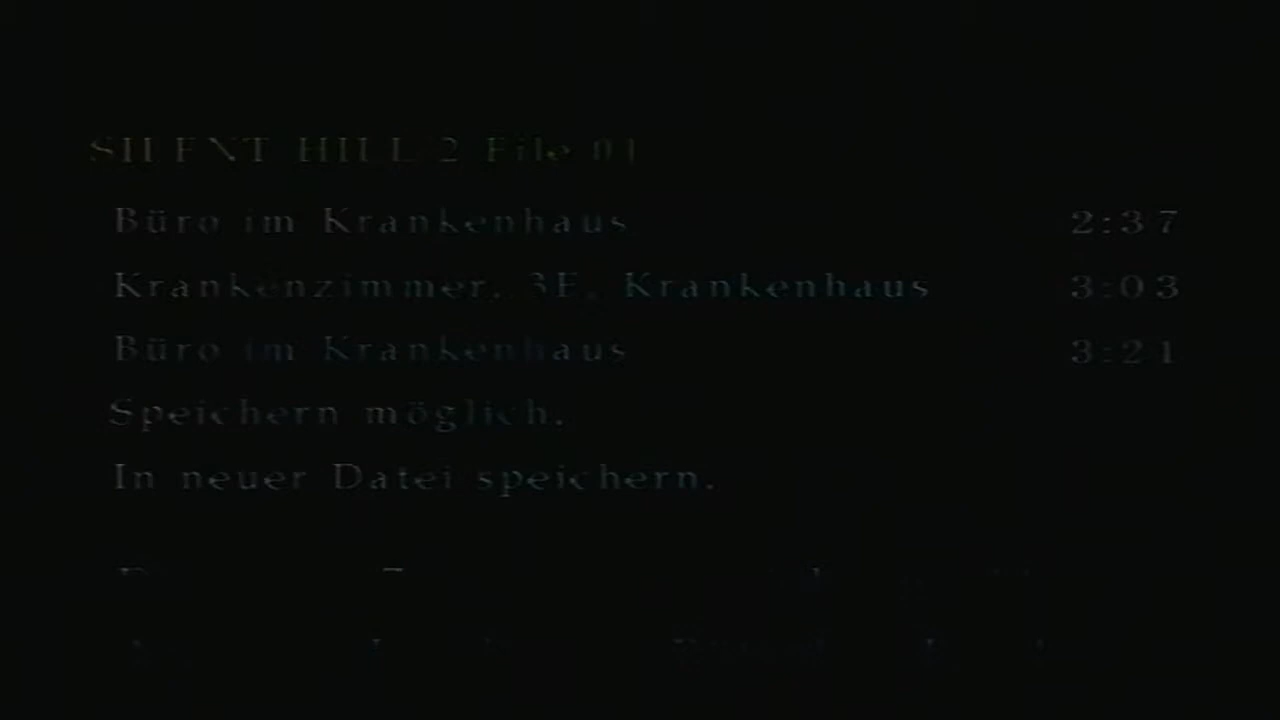 SILENT HILL 2 File 01
Büro im Krankenhaus 2:37
Krankenzimmer, 3E, Krankenhaus 3:03
Büro im Krankenhaus 3:21
Speichern möglich.
In neuer Datei speichern.